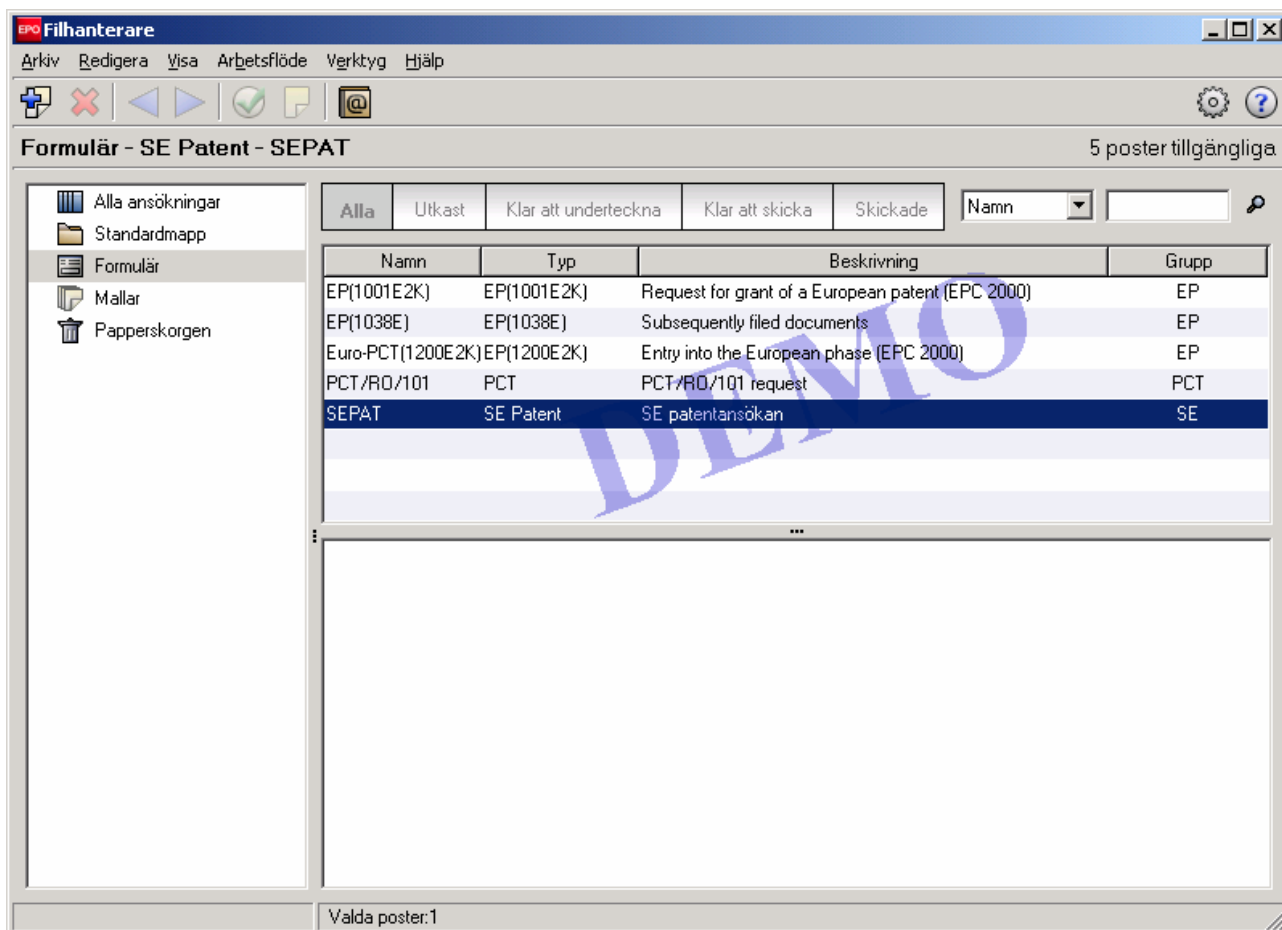 EPO Filhanterare
Arkiv Redigera Visa Arbetsflöde Verktyg Hjälp
Formulär - SE Patent - SEPAT 5 poster tillgängliga
Alla ansökningar
Standardmapp
Formulär
Mallar
Papperskorgen
Alla Utkast Klar att underteckna Klar att skicka Skickade Namn
Namn Typ Beskrivning Grupp
EP(1001E2K) EP(1001E2K) Request for grant of a European patent (EPC 2000) EP
EP(1038E) EP(1038E) Subsequently filed documents EP
Euro-PCT(1200E2K) EP(1200E2K) Entry into the European phase (EPC 2000) EP
PCT/RO/101 PCT PCT/RO/101 request PCT
SEPAT SE Patent SE patentansökan SE
DEMO
Valda poster:1